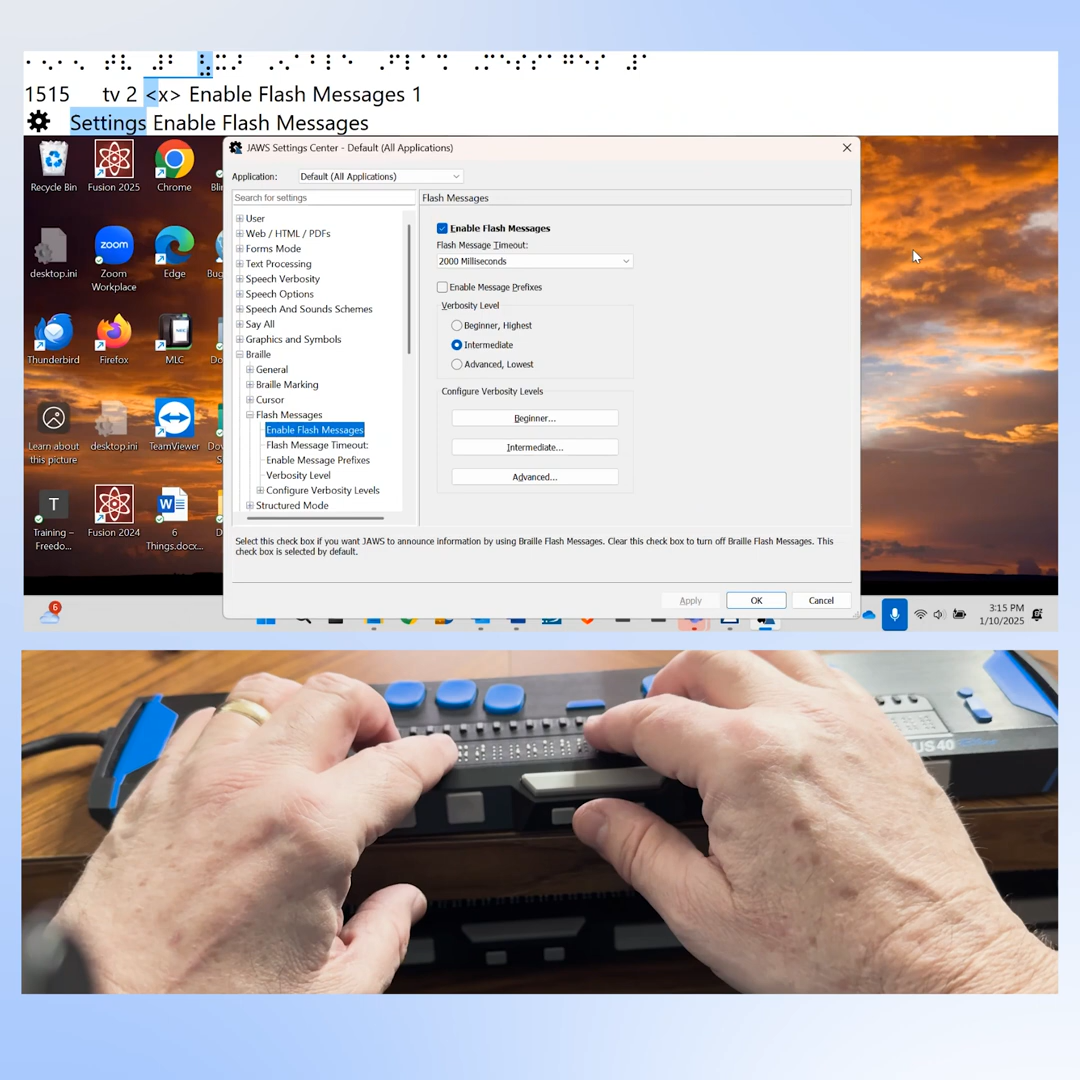 1515 tv 2 <x> Enable Flash Messages 1
Settings Enable Flash Messages
JAWS Settings Center - Default (All Applications)
Application: Default (All Applications)
Search for settings
User
Web / HTML / PDFs
Forms Mode
Text Processing
Speech Verbosity
Speech Options
Speech And Sounds Schemes
Say All
Graphics and Symbols
Braille
General
Braille Marking
Cursor
Flash Messages
Enable Flash Messages
Flash Message Timeout:
Enable Message Prefixes
Verbosity Level
Configure Verbosity Levels
Structured Mode
Flash Messages
Enable Flash Messages
Flash Message Timeout:
2000 Milliseconds
Enable Message Prefixes
Verbosity Level
Beginner, Highest
Intermediate
Advanced, Lowest
Configure Verbosity Levels
Beginner...
Intermediate...
Advanced...
Select this check box if you want JAWS to announce information by using Braille Flash Messages. Clear this check box to turn off Braille Flash Messages. This
check box is selected by default.
Apply OK Cancel
Recycle Bin
Fusion 2025
Chrome
desktop.ini
Zoom
Workplace
zoom
Edge
Thunderbird
Firefox
MLC
NEC
Learn about
this picture
desktop.ini
TeamViewer
T
Training –
Freedo...
Fusion 2024
W
6
Things.docx...
6
3:15 PM
1/10/2025
US40